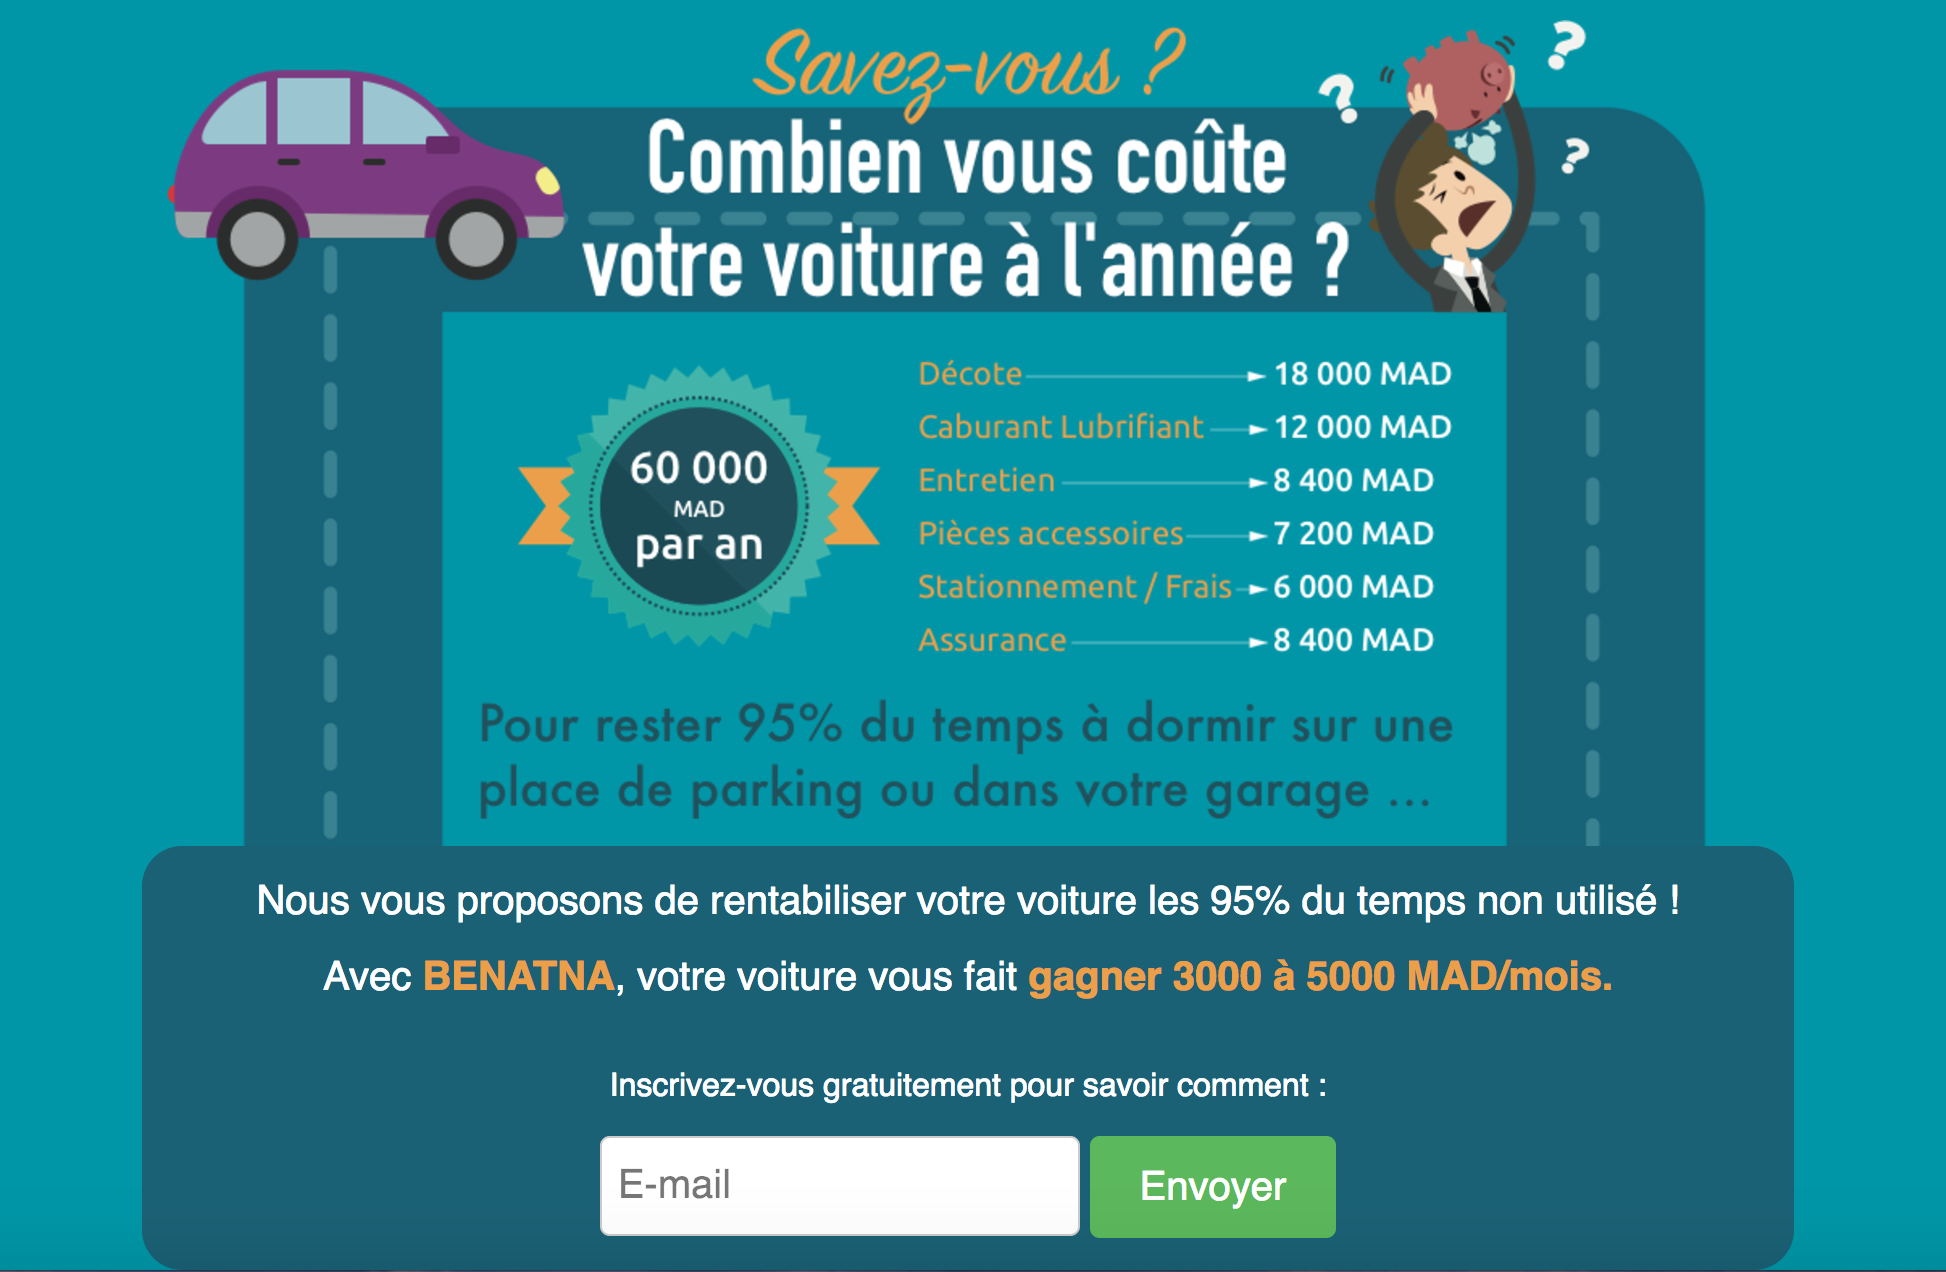 Savez-vous ?
Combien vous coûte
votre voiture à l'année ?
60 000
MAD
par an
Décote 18 000 MAD
Caburant Lubrifiant 12 000 MAD
Entretien 8 400 MAD
Pièces accessoires 7 200 MAD
Stationnement / Frais 6 000 MAD
Assurance 8 400 MAD
Pour rester 95% du temps à dormir sur une
place de parking ou dans votre garage ...
Nous vous proposons de rentabiliser votre voiture les 95% du temps non utilisé !
Avec BENATNA, votre voiture vous fait gagner 3000 à 5000 MAD/mois.
Inscrivez-vous gratuitement pour savoir comment :
E-mail Envoyer